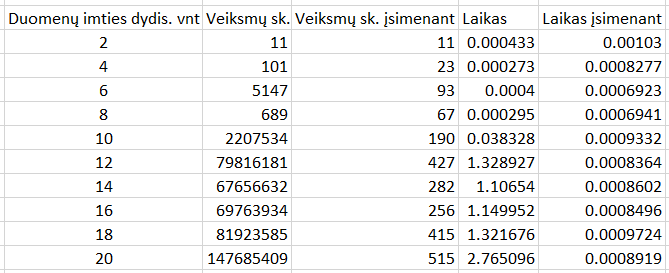 Duomenų imties dydis. vnt Veiksmų sk. Veiksmų sk. įsimenant Laikas Laikas įsimenant
2 11 11 0.000433 0.00103
4 101 23 0.000273 0.0008277
6 5147 93 0.0004 0.0006923
8 689 67 0.000295 0.0006941
10 2207534 190 0.038328 0.0009332
12 79816181 427 1.328927 0.0008364
14 67656632 282 1.10654 0.0008602
16 69763934 256 1.149952 0.0008496
18 81923585 415 1.321676 0.0009724
20 147685409 515 2.765096 0.0008919